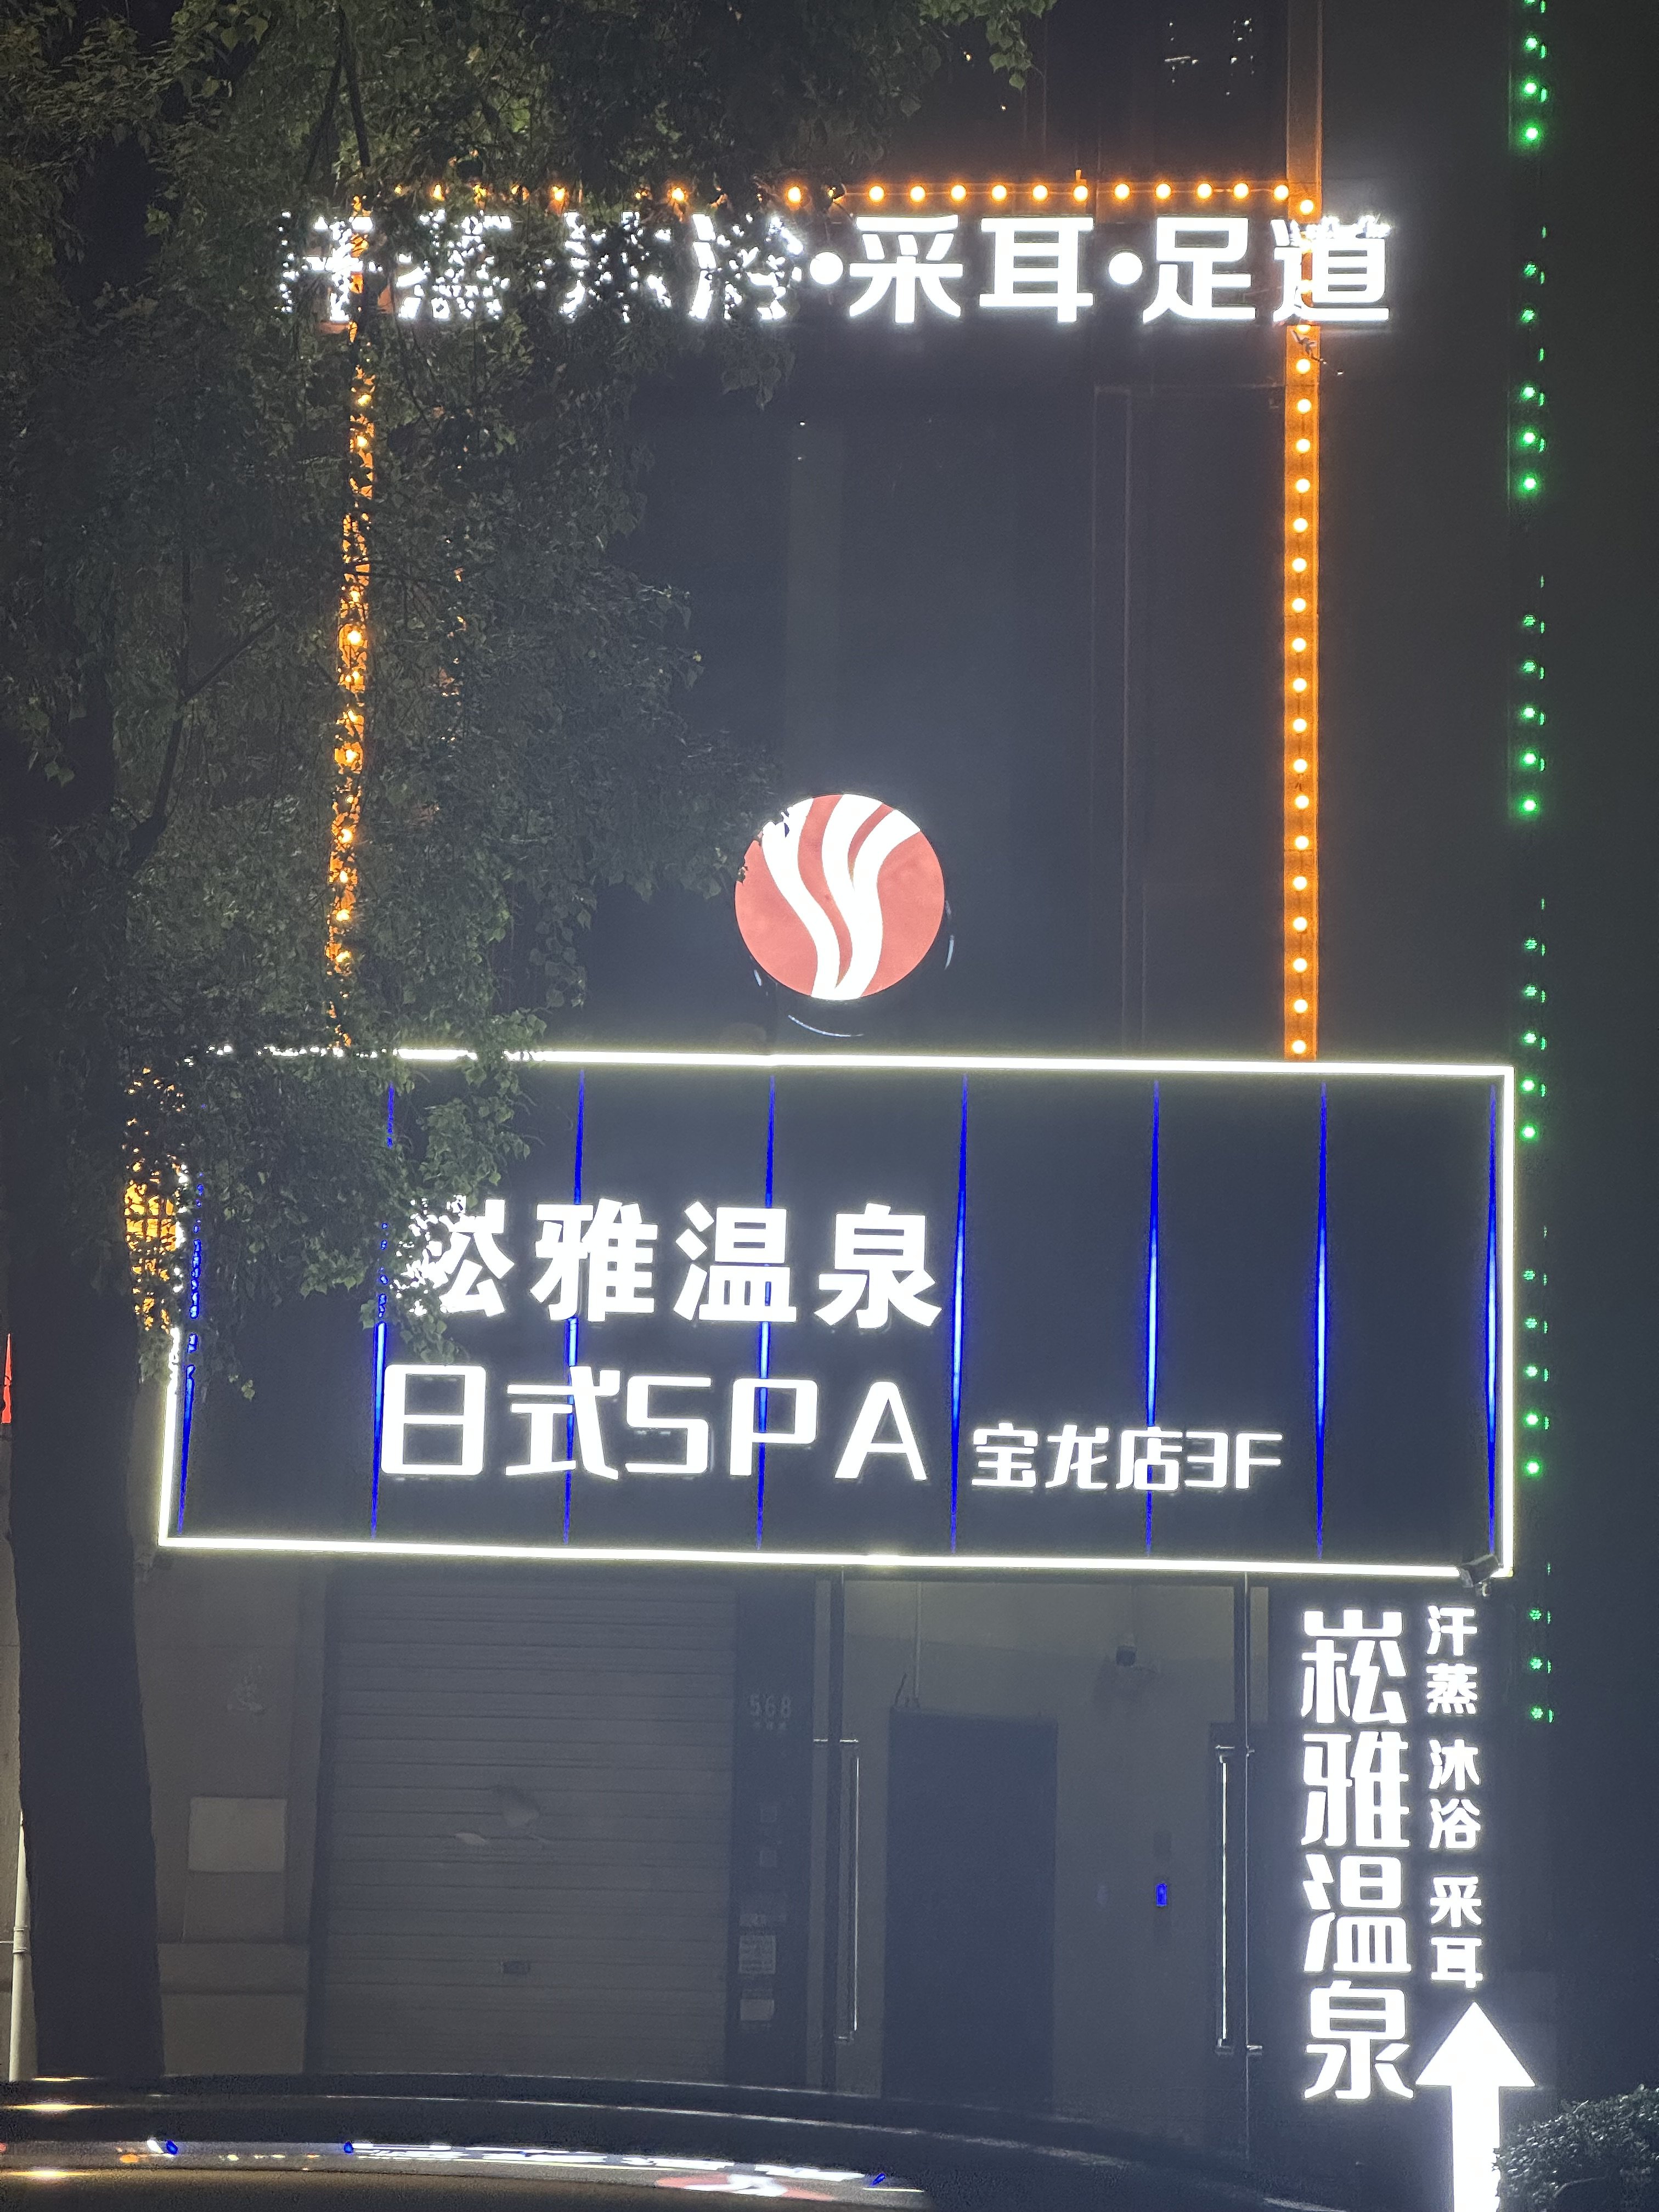 汗蒸·沐浴·采耳·足道
崧雅温泉
日式SPA 宝龙店3F
568
汗蒸 沐浴 采耳
崧雅温泉